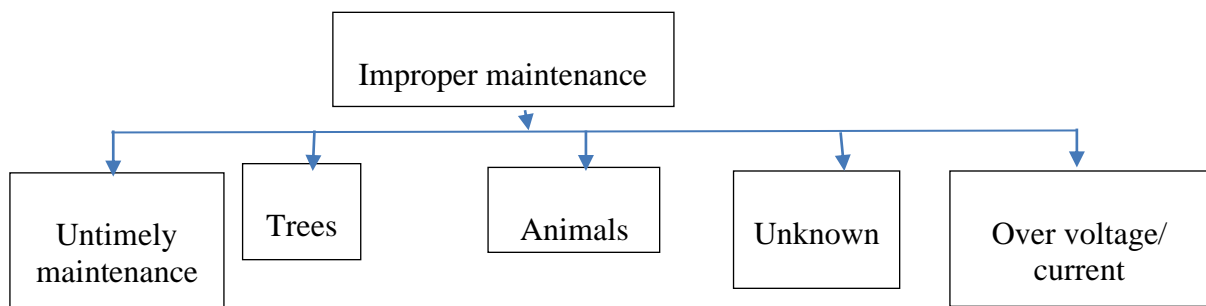 Improper maintenance
Untimely
maintenance
Trees
Animals
Unknown
Over voltage/
current